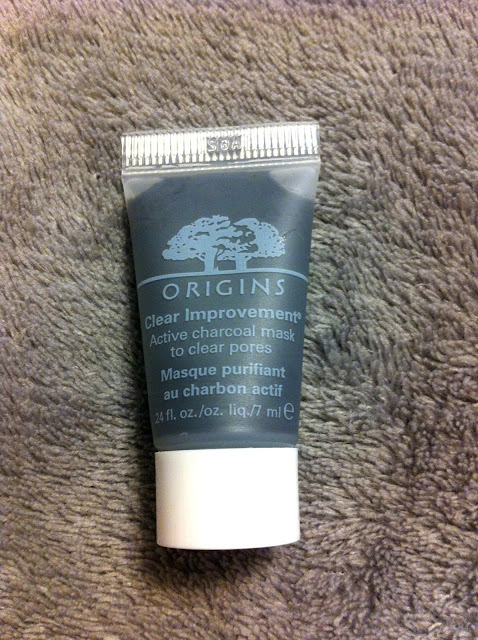 ORIGINS
Clear Improvement®
Active charcoal mask
to clear pores
Masque purifiant
au charbon actif
.24 fl. oz./oz. liq./7 ml ℮